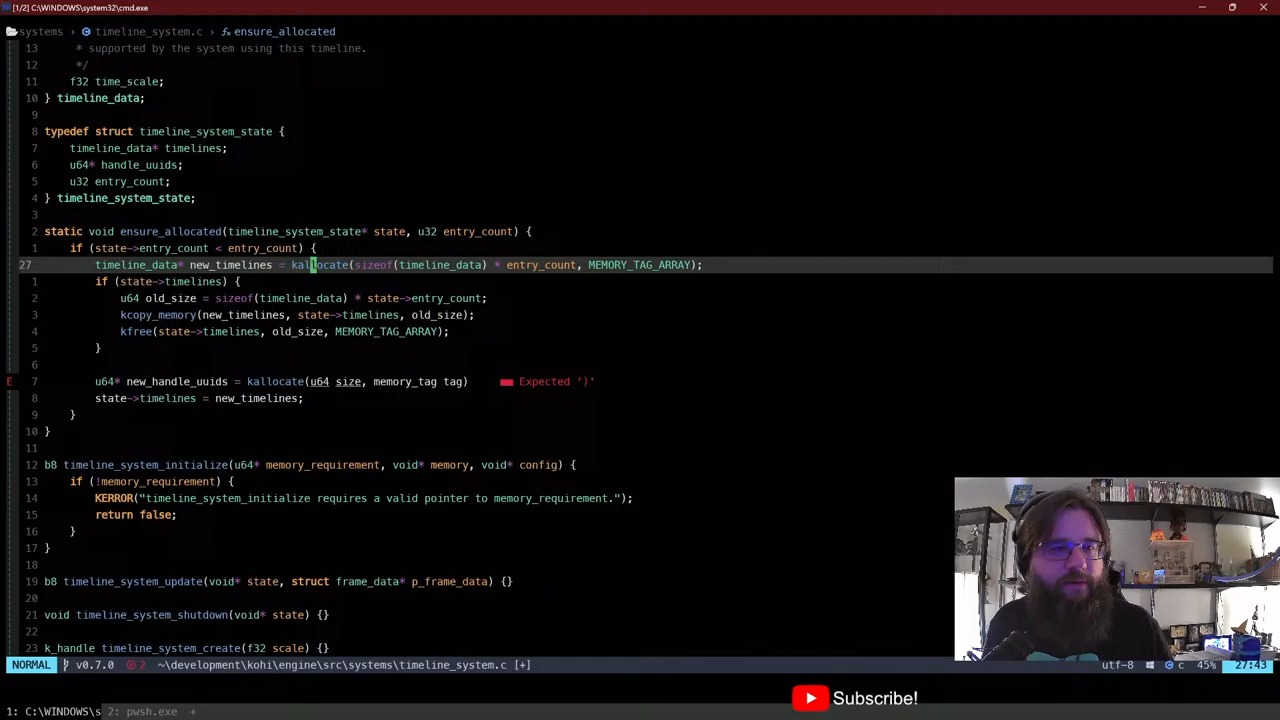 [1/2] C:\WINDOWS\system32\cmd.exe
systems › timeline_system.c › ensure_allocated
13 * supported by the system using this timeline.
12 */
11 f32 time_scale;
10 } timeline_data;
9
8 typedef struct timeline_system_state {
7 timeline_data* timelines;
6 u64* handle_uuids;
5 u32 entry_count;
4 } timeline_system_state;
3
2 static void ensure_allocated(timeline_system_state* state, u32 entry_count) {
1 if (state->entry_count < entry_count) {
27 timeline_data* new_timelines = kallocate(sizeof(timeline_data) * entry_count, MEMORY_TAG_ARRAY);
1 if (state->timelines) {
2 u64 old_size = sizeof(timeline_data) * state->entry_count;
3 kcopy_memory(new_timelines, state->timelines, old_size);
4 kfree(state->timelines, old_size, MEMORY_TAG_ARRAY);
5 }
6
E 7 u64* new_handle_uuids = kallocate(u64 size, memory_tag tag) Expected ')'
8 state->timelines = new_timelines;
9 }
10 }
11
12 b8 timeline_system_initialize(u64* memory_requirement, void* memory, void* config) {
13 if (!memory_requirement) {
14 KERROR("timeline_system_initialize requires a valid pointer to memory_requirement.");
15 return false;
16 }
17 }
18
19 b8 timeline_system_update(void* state, struct frame_data* p_frame_data) {}
20
21 void timeline_system_shutdown(void* state) {}
22
23 k_handle timeline_system_create(f32 scale) {}
NORMAL v0.7.0 2 ~\development\kohi\engine\src\systems\timeline_system.c [+] utf-8 c 45% 27:43
Subscribe!
1: C:\WINDOWS\s 2: pwsh.exe +